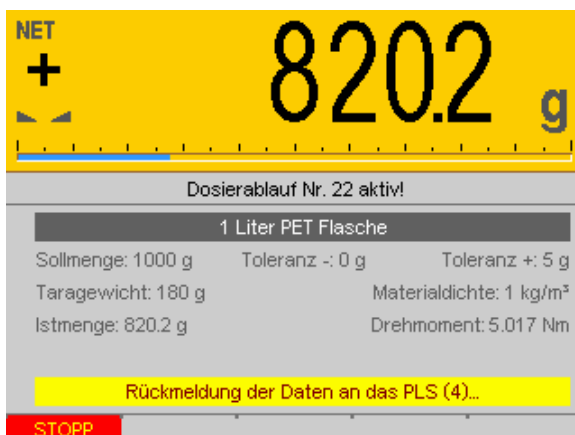 NET
+
820.2 g
Dosierablauf Nr. 22 aktiv!
1 Liter PET Flasche
Sollmenge: 1000 g Toleranz -: 0 g Toleranz +: 5 g
Taragewicht: 180 g Materialdichte: 1 kg/m³
Istmenge: 820.2 g Drehmoment: 5.017 Nm
Rückmeldung der Daten an das PLS (4)...
STOPP